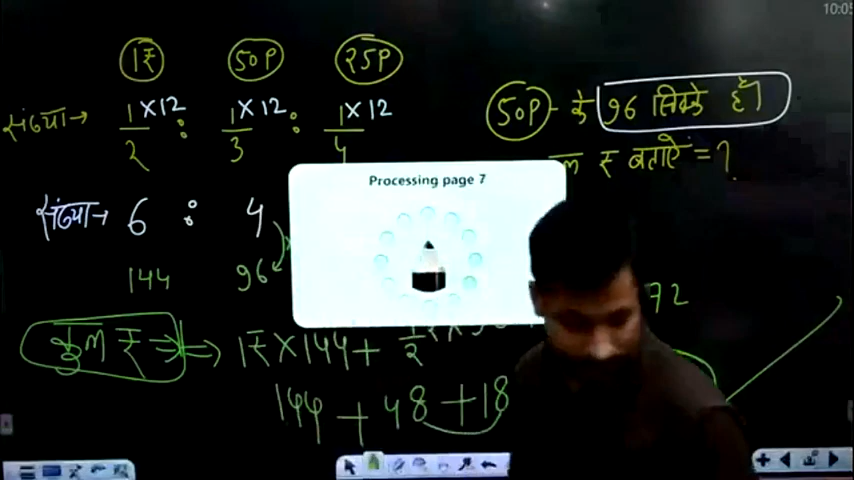 10:05
1₹ 50P 25P
संख्या→ 1/2 ×12 : 1/3 ×12 : 1/4 ×12
50P - के 96 सिक्के हैं।
₹ बताऐं = ?
Processing page 7
संख्या→ 6 : 4
144 96
72
कुल ₹ ⇒ 1₹ × 144 + 1/2
144 + 48 + 18